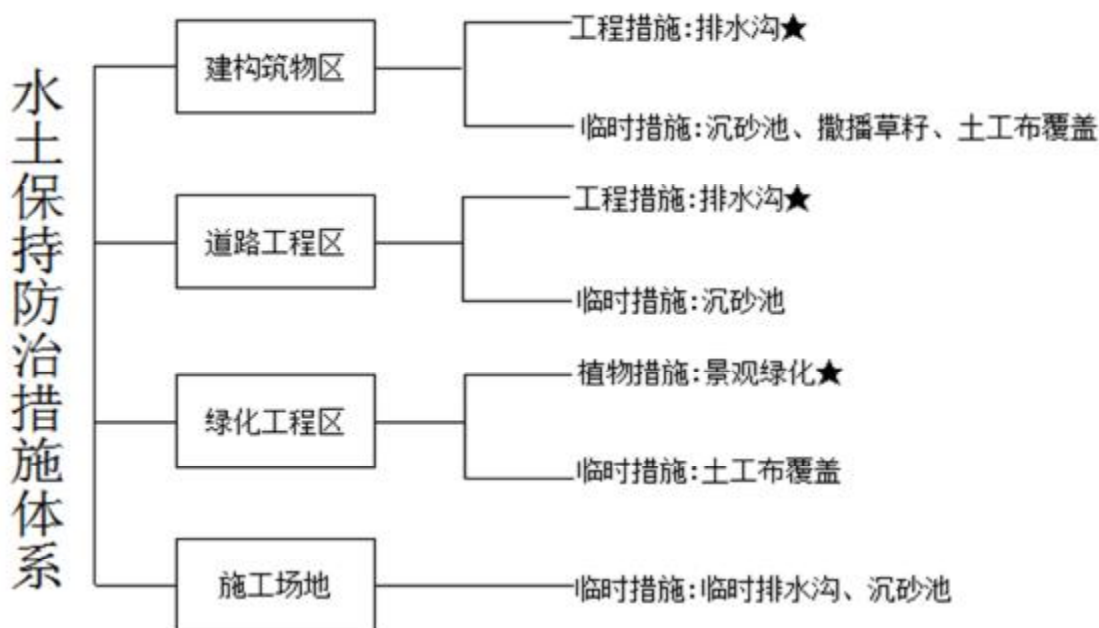 水土保持防治措施体系
建构筑物区
工程措施:排水沟★
临时措施:沉砂池、撒播草籽、土工布覆盖
道路工程区
工程措施:排水沟★
临时措施:沉砂池
绿化工程区
植物措施:景观绿化★
临时措施:土工布覆盖
施工场地
临时措施:临时排水沟、沉砂池